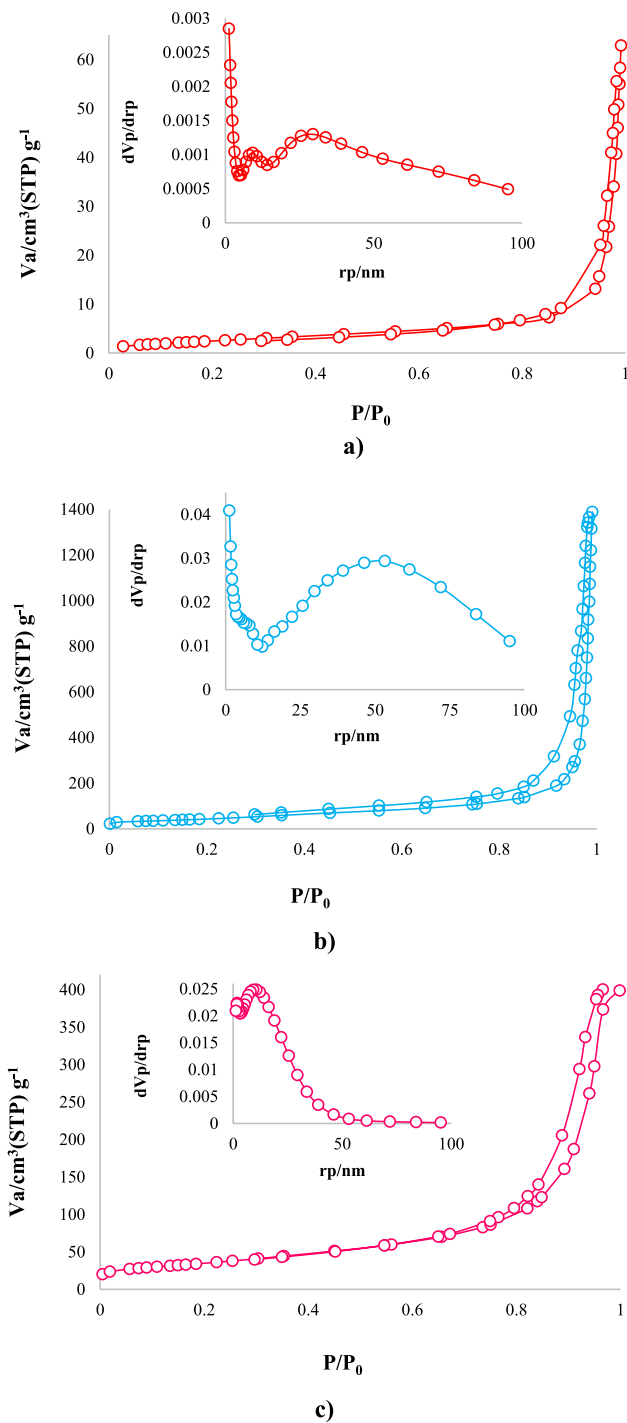 0.003
0.0025
0.002
0.0015
0.001
0.0005
0
dVp/drp
0 50 100
rp/nm
60
50
40
30
20
10
0
Va/cm³(STP) g⁻¹
0 0.2 0.4 0.6 0.8 1
P/P₀
a)
0.04
0.03
0.02
0.01
0
dVp/drp
0 25 50 75 100
rp/nm
1400
1200
1000
800
600
400
200
0
Va/cm³(STP) g⁻¹
0 0.2 0.4 0.6 0.8 1
P/P₀
b)
0.025
0.02
0.015
0.01
0.005
0
dVp/drp
0 50 100
rp/nm
400
350
300
250
200
150
100
50
0
Va/cm³(STP) g⁻¹
0 0.2 0.4 0.6 0.8 1
P/P₀
c)